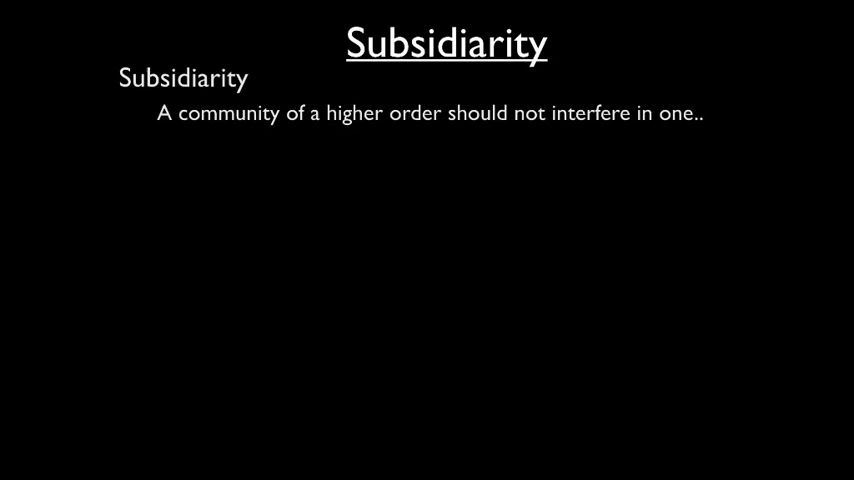 Subsidiarity
Subsidiarity
A community of a higher order should not interfere in one..